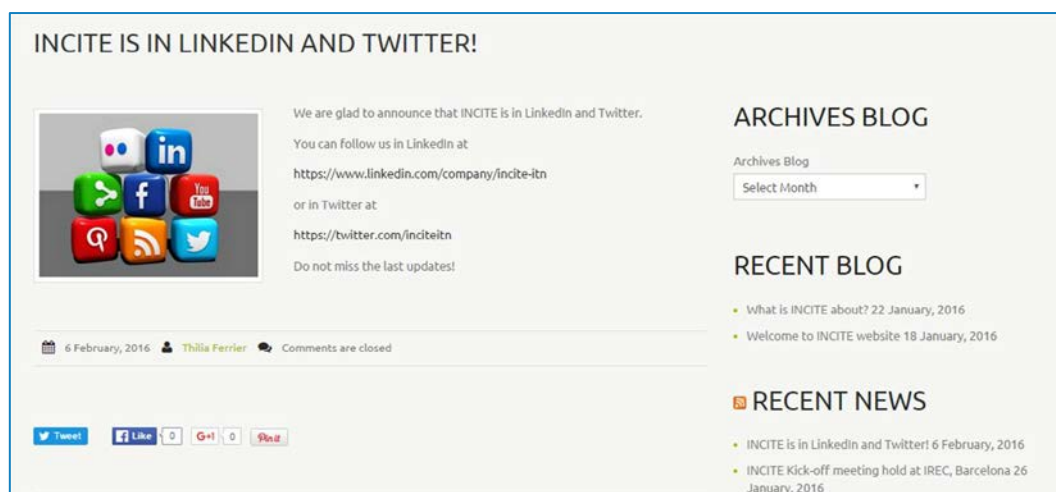 INCITE IS IN LINKEDIN AND TWITTER!
in
f
You
Tube
We are glad to announce that INCITE is in LinkedIn and Twitter.
You can follow us in LinkedIn at
https://www.linkedin.com/company/incite-itn
or in Twitter at
https://twitter.com/inciteitn
Do not miss the last updates!
6 February, 2016 Thilia Ferrier Comments are closed
Tweet Like 0 G+1 0 Pin it
ARCHIVES BLOG
Archives Blog
Select Month
RECENT BLOG
What is INCITE about? 22 January, 2016
Welcome to INCITE website 18 January, 2016
RECENT NEWS
INCITE is in LinkedIn and Twitter! 6 February, 2016
INCITE Kick-off meeting hold at IREC, Barcelona 26
January, 2016